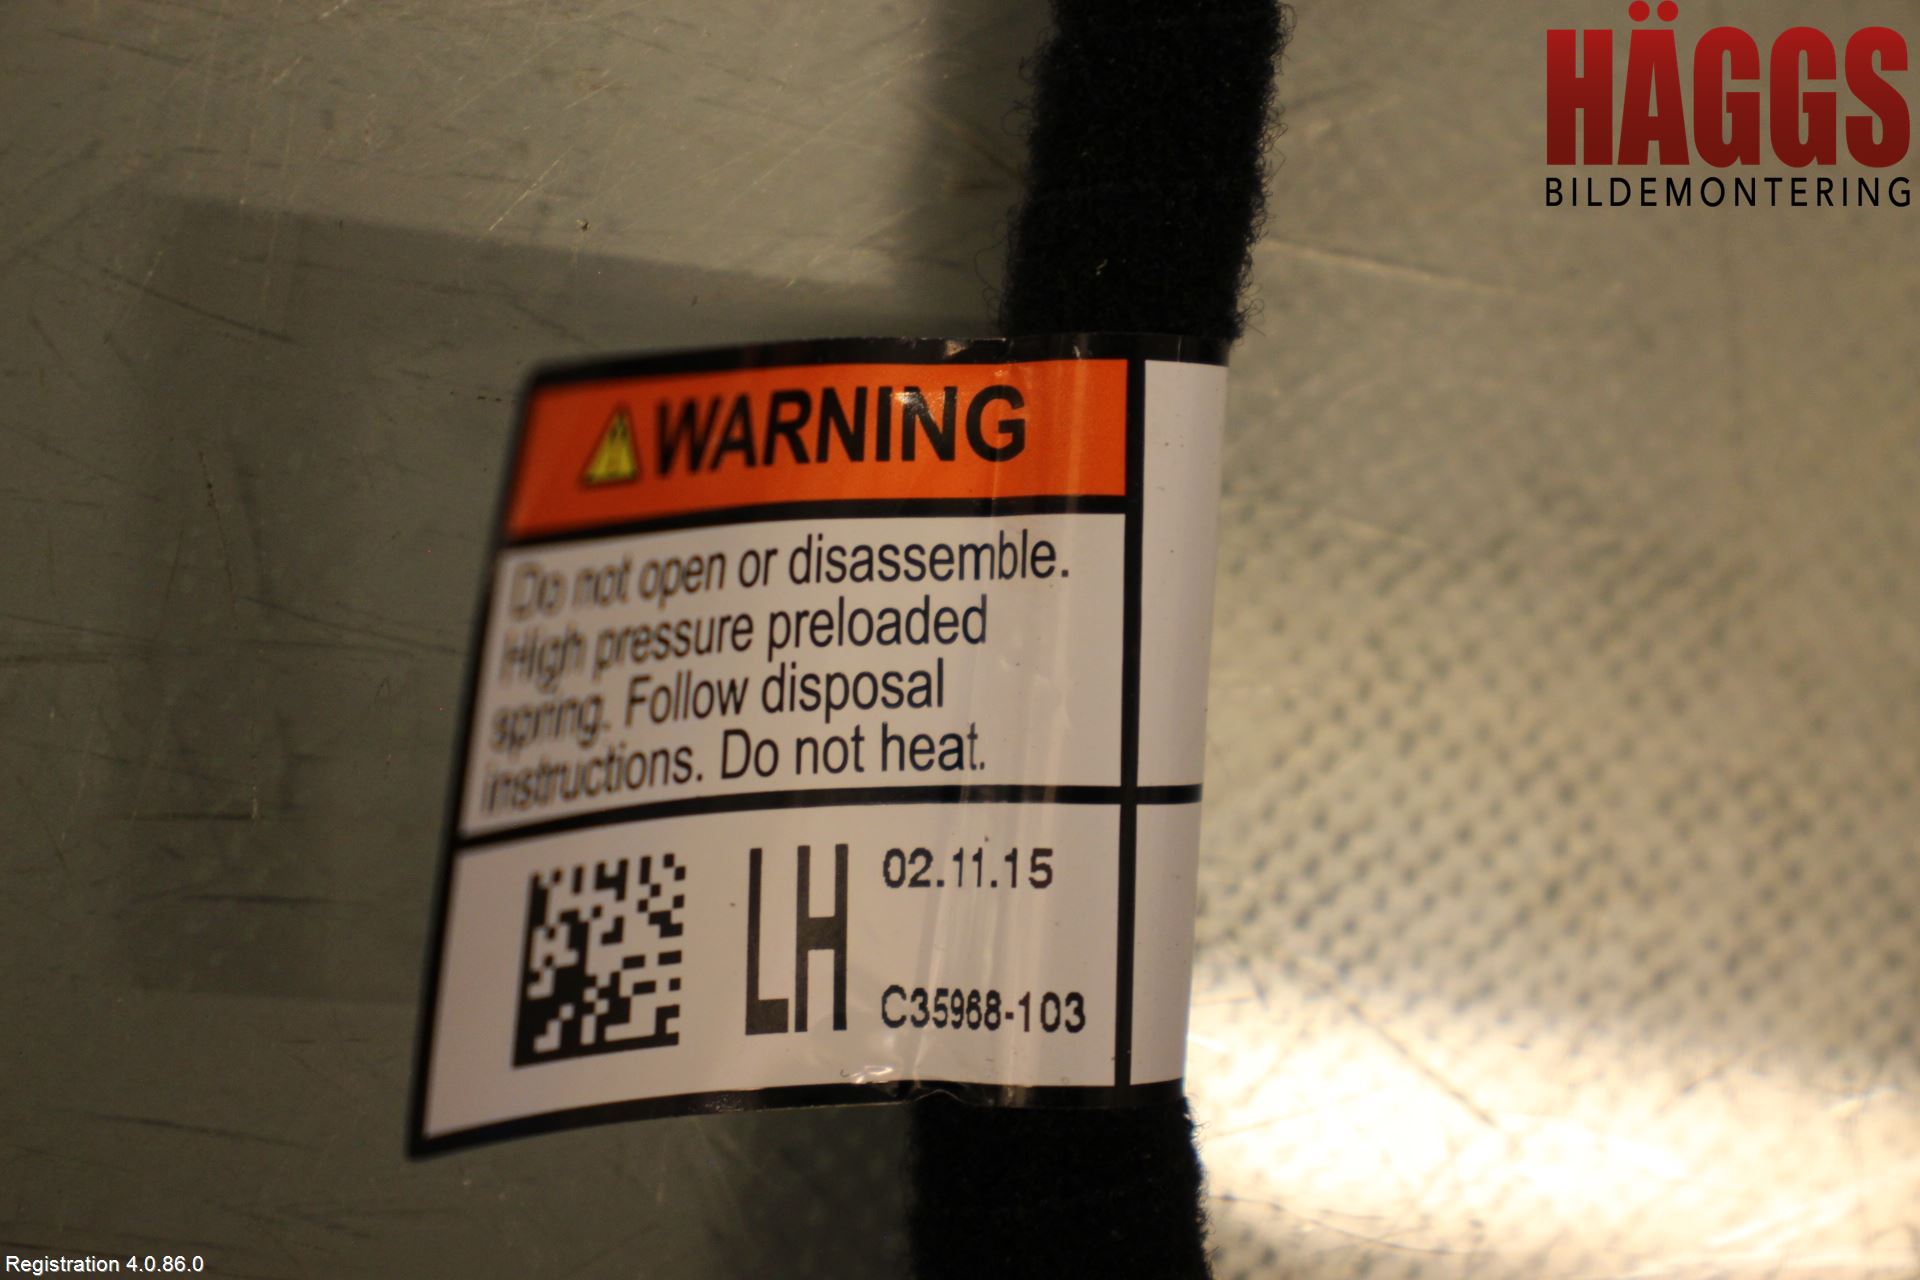 HÄGGS
BILDEMONTERING
WARNING
Do not open or disassemble.
High pressure preloaded
spring. Follow disposal
instructions. Do not heat.
LH
02.11.15
C35968-103
Registration 4.0.86.0